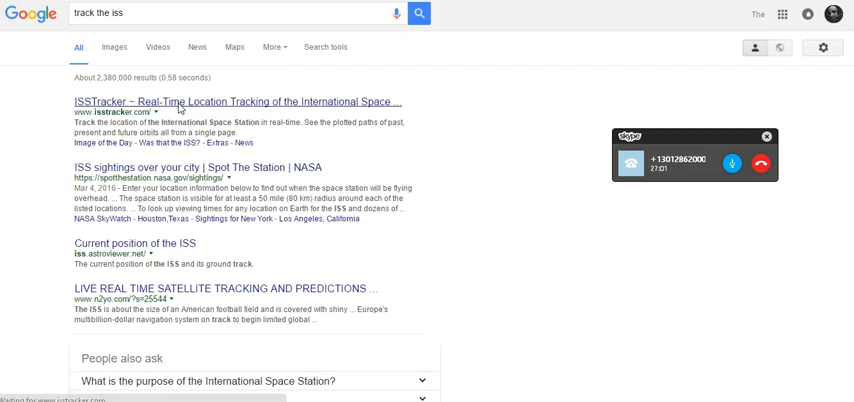 Google
track the iss
The
All Images Videos News Maps More Search tools
About 2,380,000 results (0.58 seconds)
ISSTracker ~ Real-Time Location Tracking of the International Space ...
www.isstracker.com/
Track the location of the International Space Station in real-time. See the plotted paths of past,
present and future orbits all from a single page.
Image of the Day - Was that the ISS? - Extras - News
skype
+13012862000
27:01
ISS sightings over your city | Spot The Station | NASA
https://spotthestation.nasa.gov/sightings/
Mar 4, 2016 - Enter your location information below to find out when the space station will be flying
overhead. ... The space station is visible for at least a 50 mile (80 km) radius around each of the
listed locations. ... To look up viewing times for any location on Earth for the ISS and dozens of ...
NASA SkyWatch - Houston,Texas - Sightings for New York - Los Angeles, California
Current position of the ISS
iss.astroviewer.net/
The current position of the ISS and its ground track.
LIVE REAL TIME SATELLITE TRACKING AND PREDICTIONS ...
www.n2yo.com/?s=25544
The ISS is about the size of an American football field and is covered with shiny ... Europe's
multibillion-dollar navigation system on track to begin limited global ...
People also ask
What is the purpose of the International Space Station?
Waiting for www.isstracker.com